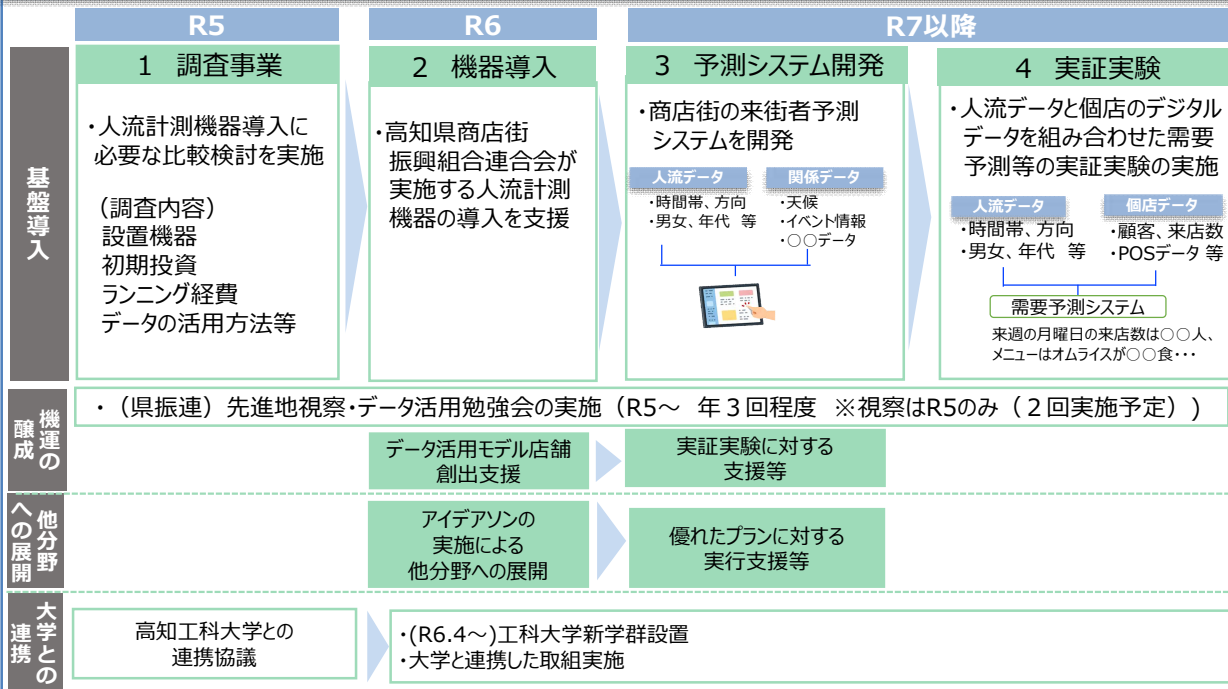 R5
R6
R7以降
基盤導入
1 調査事業
・人流計測機器導入に
必要な比較検討を実施
(調査内容)
設置機器
初期投資
ランニング経費
データの活用方法等
2 機器導入
・高知県商店街
振興組合連合会が
実施する人流計測
機器の導入を支援
3 予測システム開発
・商店街の来街者予測
システムを開発
人流データ
・時間帯、方向
・男女、年代 等
関係データ
・天候
・イベント情報
・○○データ
4 実証実験
・人流データと個店のデジタル
データを組み合わせた需要
予測等の実証実験の実施
人流データ
・時間帯、方向
・男女、年代 等
個店データ
・顧客、来店数
・POSデータ 等
需要予測システム
来週の月曜日の来店数は○○人、
メニューはオムライスが○○食・・・
機運の
醸成
・(県振連)先進地視察・データ活用勉強会の実施(R5～ 年3回程度 ※視察はR5のみ(2回実施予定))
データ活用モデル店舗
創出支援
実証実験に対する
支援等
他分野
への展開
アイデアソンの
実施による
他分野への展開
優れたプランに対する
実行支援等
大学との
連携
高知工科大学との
連携協議
・(R6.4～)工科大学新学群設置
・大学と連携した取組実施